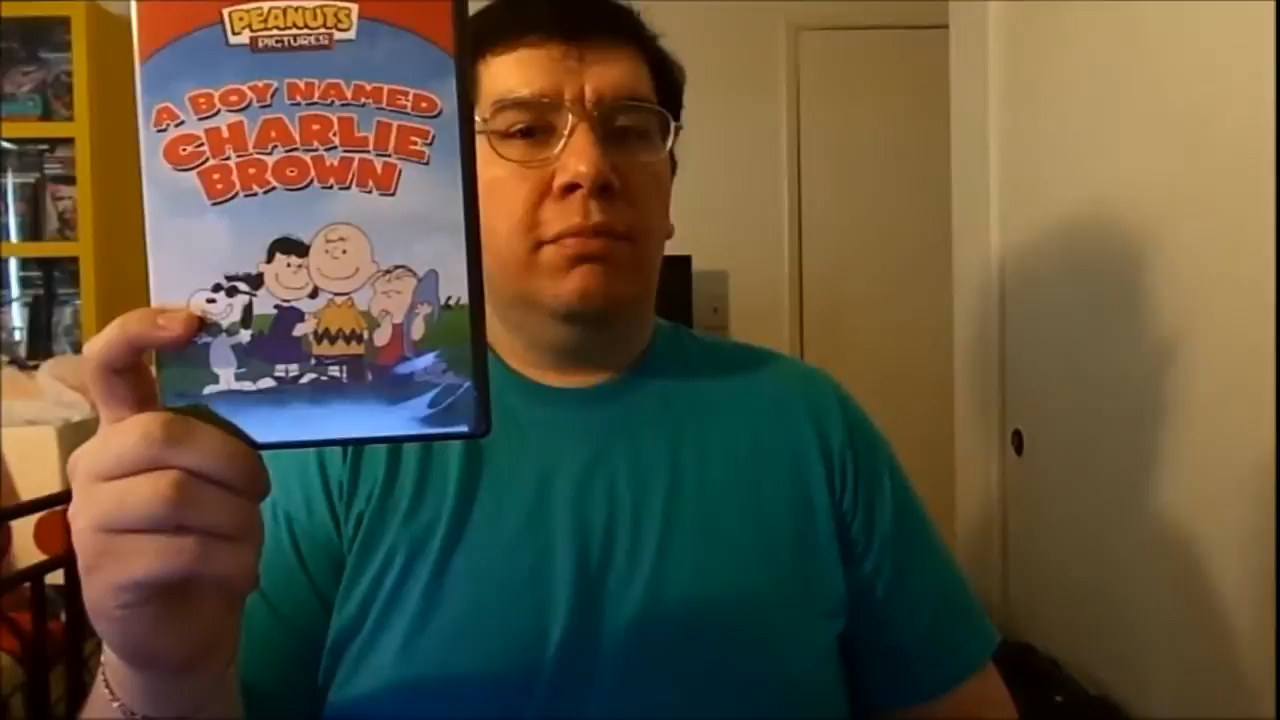 PEANUTS
PICTURES
A BOY NAMED
CHARLIE
BROWN